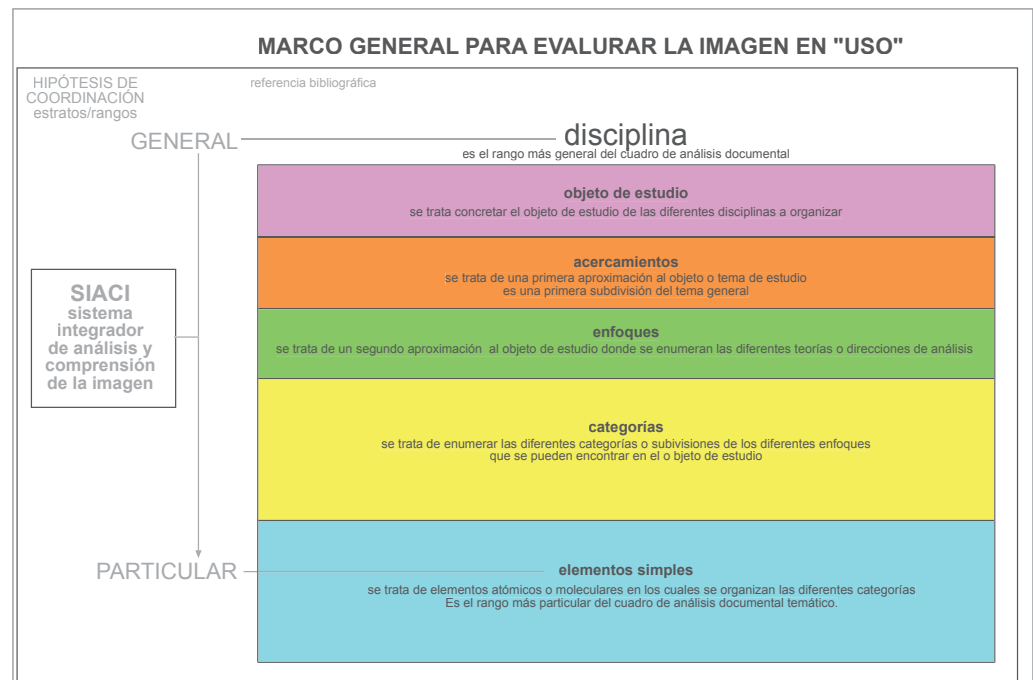 MARCO GENERAL PARA EVALURAR LA IMAGEN EN "USO"
HIPÓTESIS DE
COORDINACIÓN
estratos/rangos
referencia bibliográfica
GENERAL
disciplina
es el rango más general del cuadro de análisis documental
objeto de estudio
se trata concretar el objeto de estudio de las diferentes disciplinas a organizar
acercamientos
se trata de una primera aproximación al objeto o tema de estudio
es una primera subdivisión del tema general
enfoques
se trata de un segundo aproximación al objeto de estudio donde se enumeran las diferentes teorías o direcciones de análisis
SIACI
sistema
integrador
de análisis y
comprensión
de la imagen
categorías
se trata de enumerar las diferentes categorías o subivisiones de los diferentes enfoques
que se pueden encontrar en el o bjeto de estudio
PARTICULAR
elementos simples
se trata de elementos atómicos o moleculares en los cuales se organizan las diferentes categorías
Es el rango más particular del cuadro de análisis documental temático.